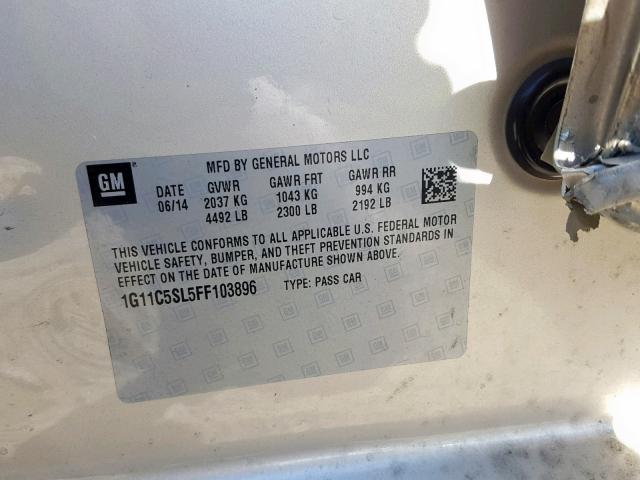 GM
MFD BY GENERAL MOTORS LLC
DATE GVWR GAWR FRT GAWR RR
06/14 2037 KG 1043 KG 994 KG
4492 LB 2300 LB 2192 LB
THIS VEHICLE CONFORMS TO ALL APPLICABLE U.S. FEDERAL MOTOR
VEHICLE SAFETY, BUMPER, AND THEFT PREVENTION STANDARDS IN
EFFECT ON THE DATE OF MANUFACTURE SHOWN ABOVE.
1G11C5SL5FF103896 TYPE: PASS CAR